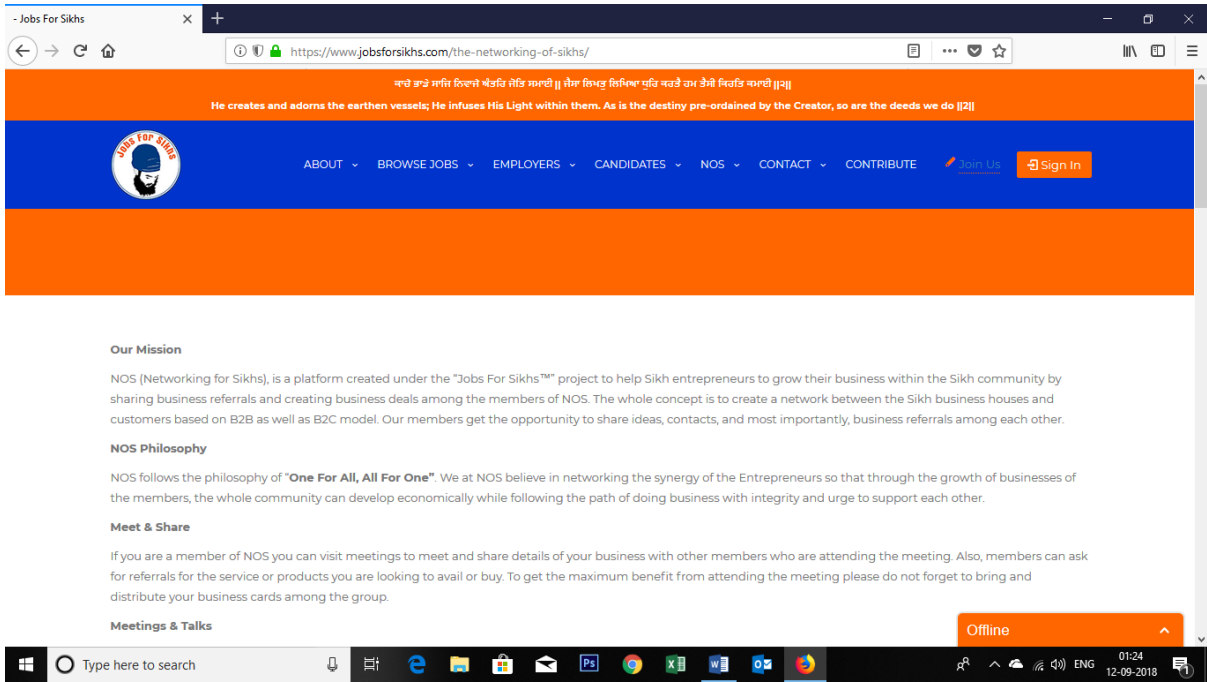 - Jobs For Sikhs
https://www.jobsforsikhs.com/the-networking-of-sikhs/
ਕਾਚੇ ਭਾਡੇ ਸਾਜਿ ਨਿਵਾਜੇ ਅੰਤਰਿ ਜੋਤਿ ਸਮਾਈ || ਜੈਸਾ ਲਿਖਤੁ ਲਿਖਿਆ ਧੁਰਿ ਕਰਤੈ ਹਮ ਤੈਸੀ ਕਿਰਤਿ ਕਮਾਈ ||੨||
He creates and adorns the earthen vessels; He infuses His Light within them. As is the destiny pre-ordained by the Creator, so are the deeds we do ||2||
Jobs For Sikhs
ABOUT BROWSE JOBS EMPLOYERS CANDIDATES NOS CONTACT CONTRIBUTE Join Us Sign In
Our Mission
NOS (Networking for Sikhs), is a platform created under the “Jobs For Sikhs™” project to help Sikh entrepreneurs to grow their business within the Sikh community by
sharing business referrals and creating business deals among the members of NOS. The whole concept is to create a network between the Sikh business houses and
customers based on B2B as well as B2C model. Our members get the opportunity to share ideas, contacts, and most importantly, business referrals among each other.
NOS Philosophy
NOS follows the philosophy of “One For All, All For One”. We at NOS believe in networking the synergy of the Entrepreneurs so that through the growth of businesses of
the members, the whole community can develop economically while following the path of doing business with integrity and urge to support each other.
Meet & Share
If you are a member of NOS you can visit meetings to meet and share details of your business with other members who are attending the meeting. Also, members can ask
for referrals for the service or products you are looking to avail or buy. To get the maximum benefit from attending the meeting please do not forget to bring and
distribute your business cards among the group.
Meetings & Talks
Offline
Type here to search
Ps
ENG
01:24
12-09-2018